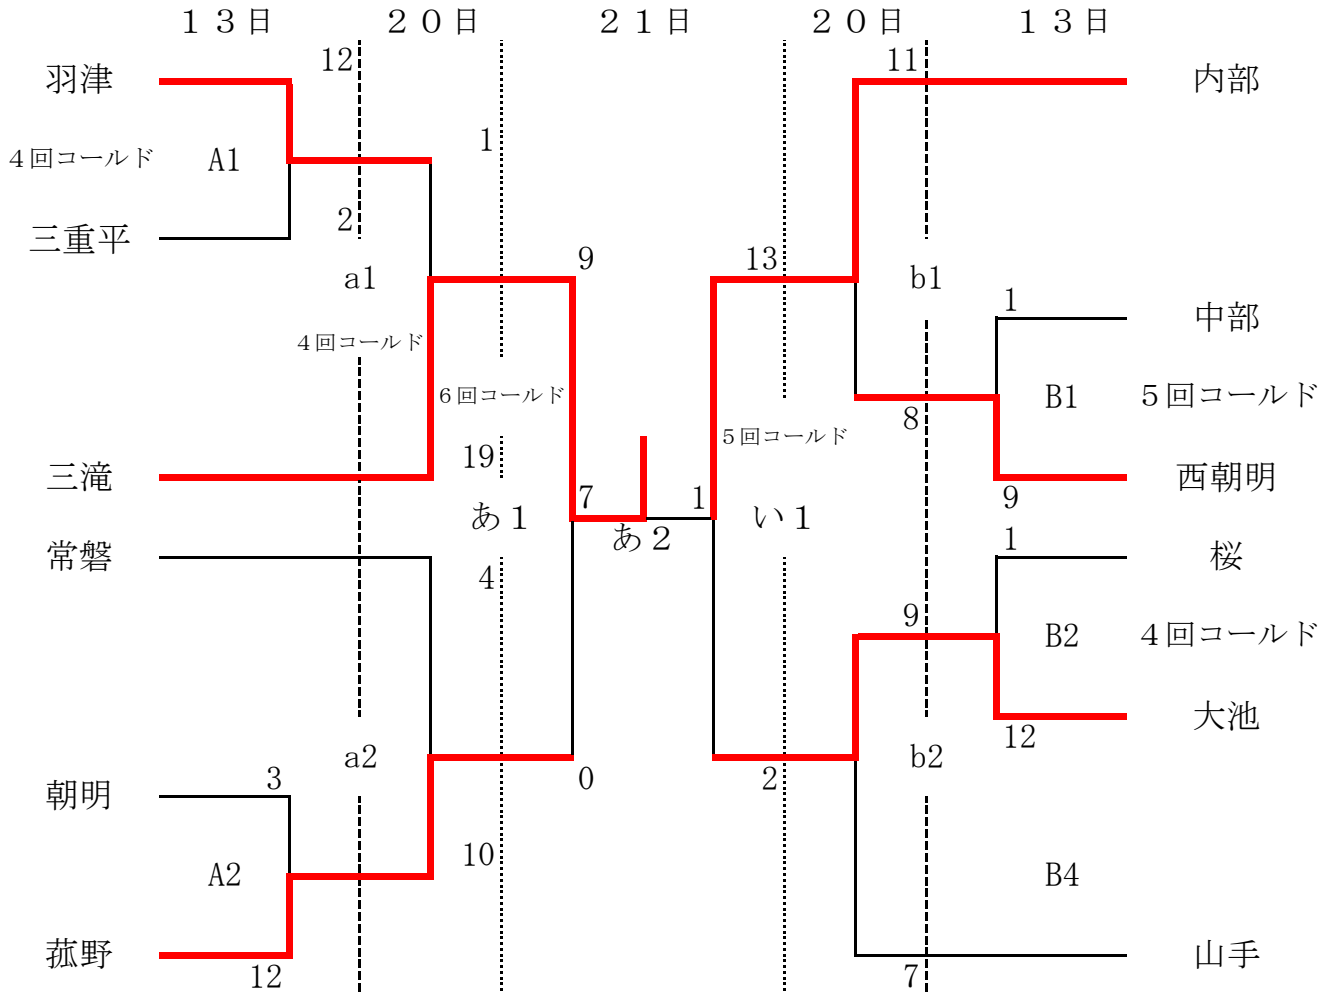 １３日 ２０日 ２１日 ２０日 １３日
12 11
羽津 内部
1
４回コールド A1
2
三重平
9 13
a1 b1
1 中部
４回コールド
６回コールド B1 ５回コールド
8
５回コールド
19
三滝 西朝明
7 1 9
あ１ い１
あ２
1
常磐 桜
4
9
B2 ４回コールド
大池
12
a2 b2
3 0 2
朝明
10
A2 B4
菰野 山手
12 7